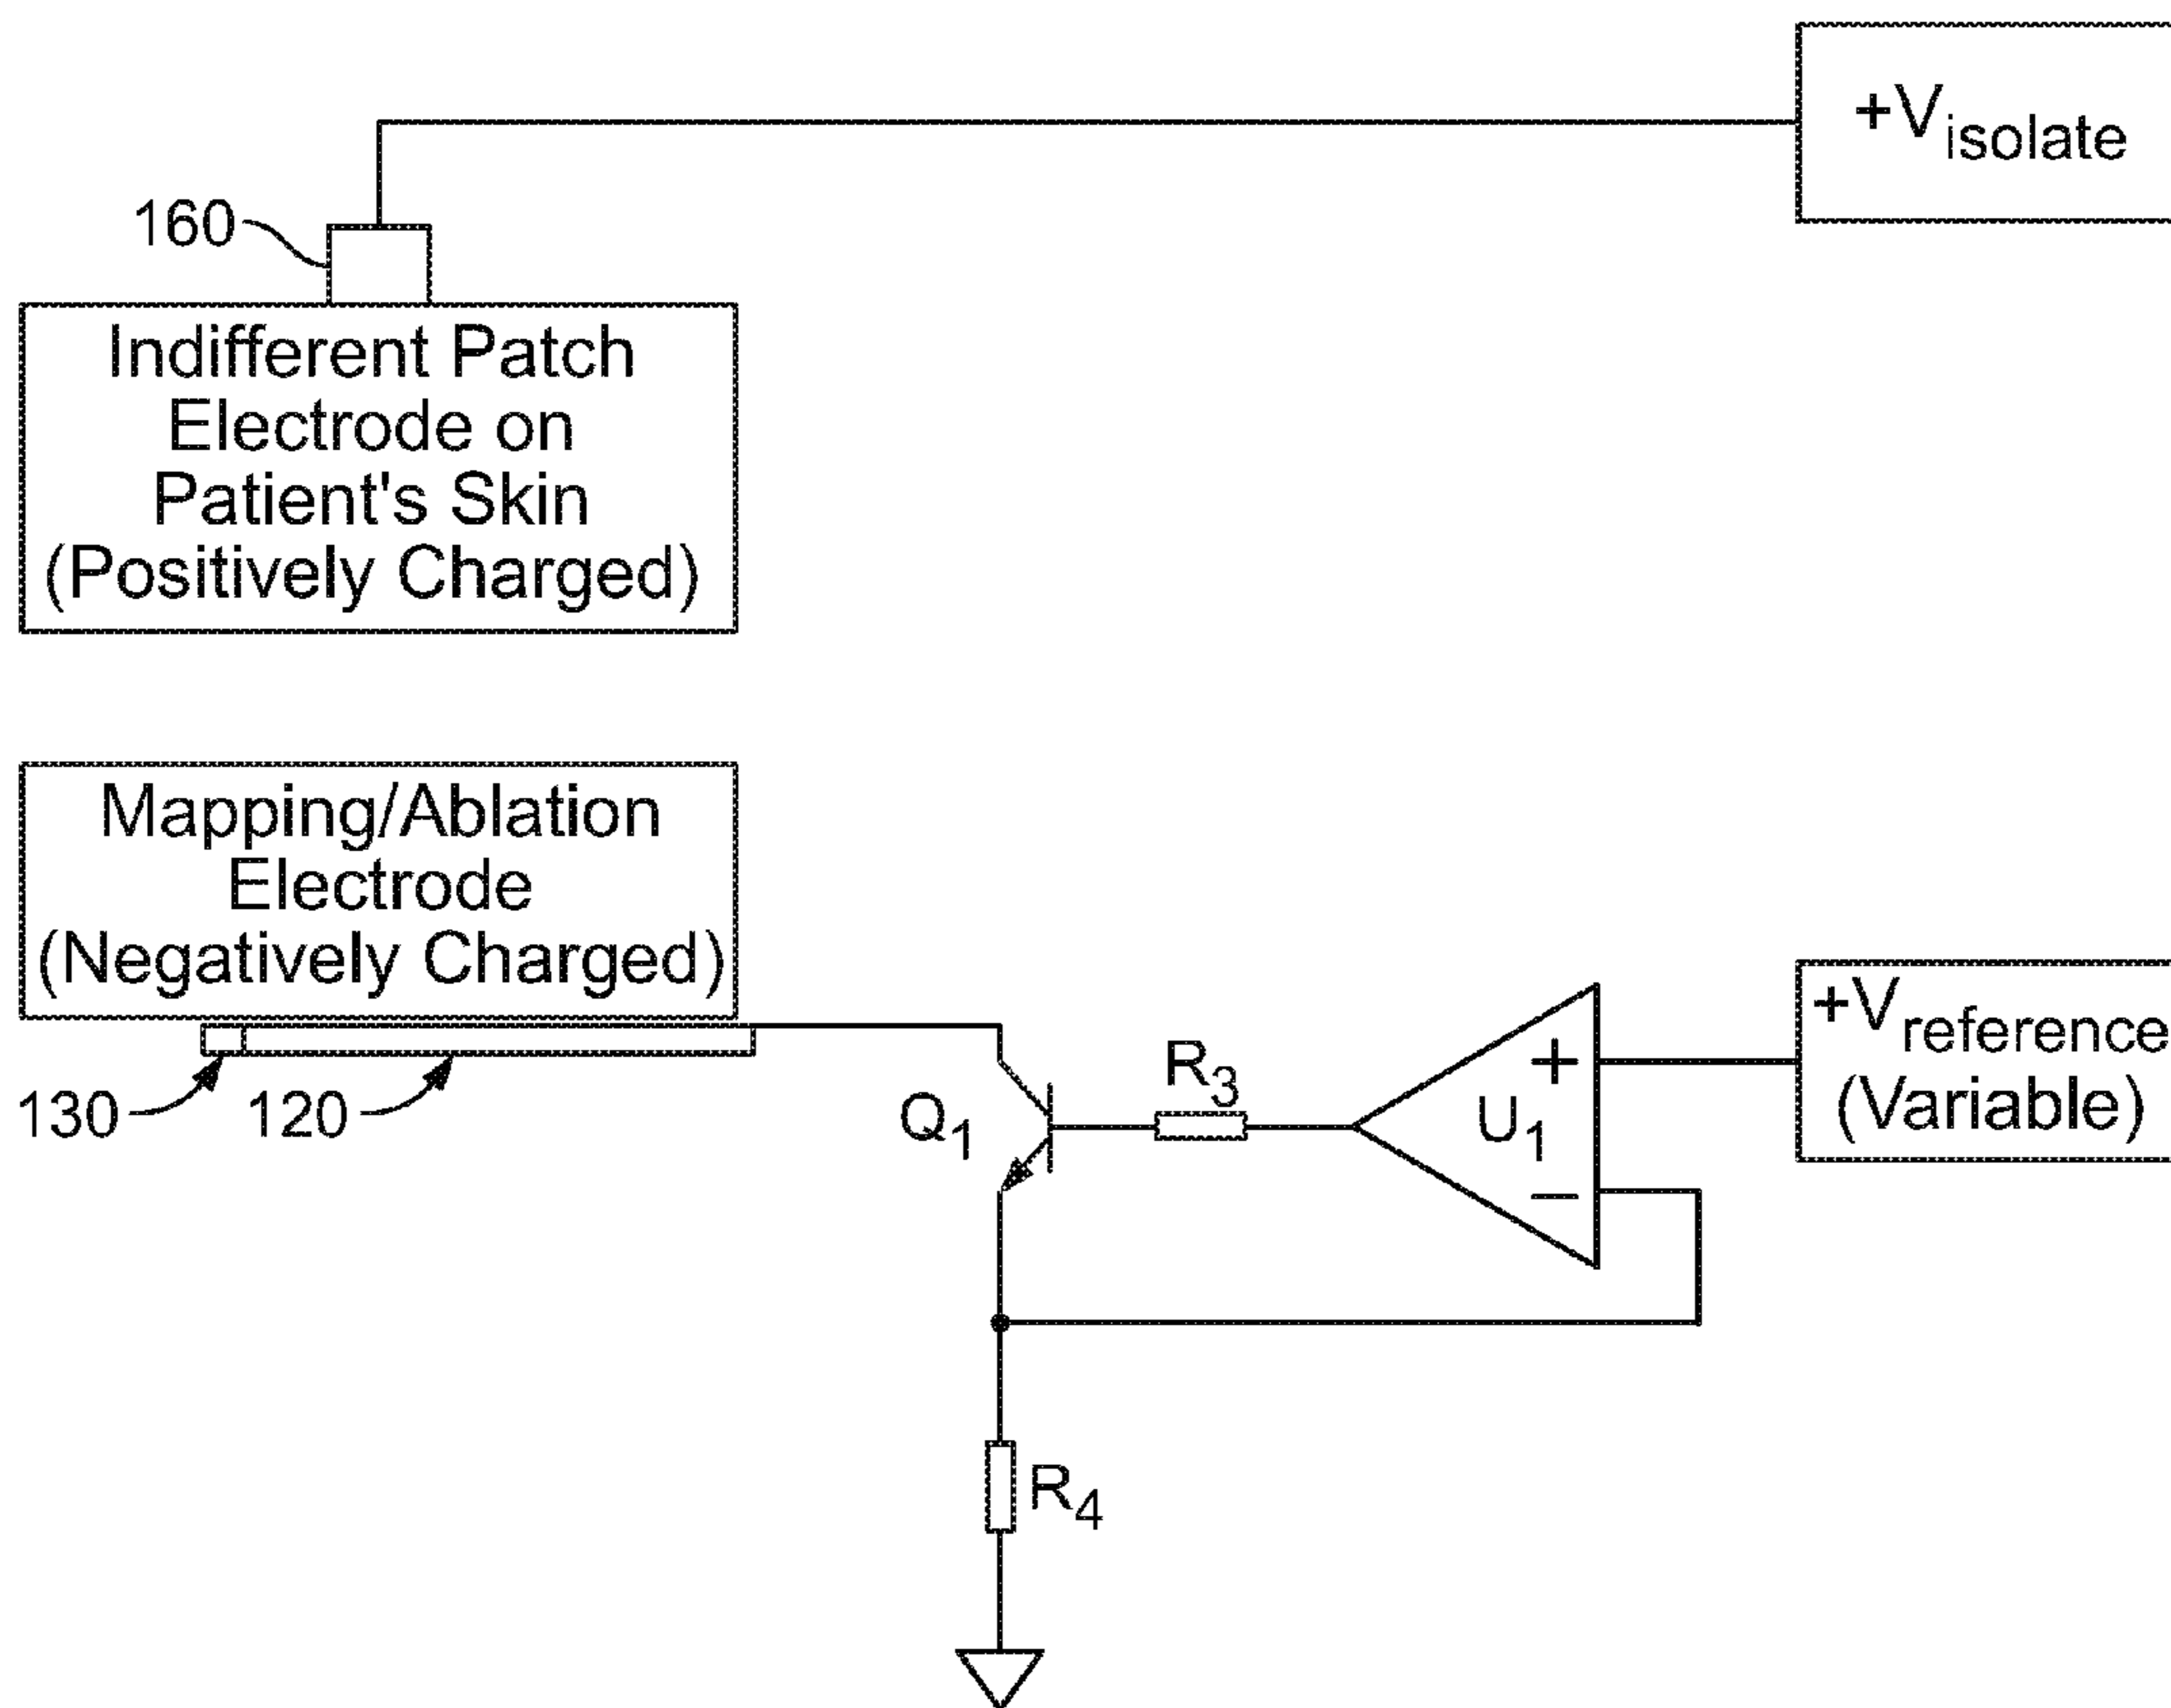 +Visolate
160
Indifferent Patch
Electrode on
Patient's Skin
(Positively Charged)
Mapping/Ablation
Electrode
(Negatively Charged)
130
120
Q1
R3
U1
+
−
+Vreference
(Variable)
R4